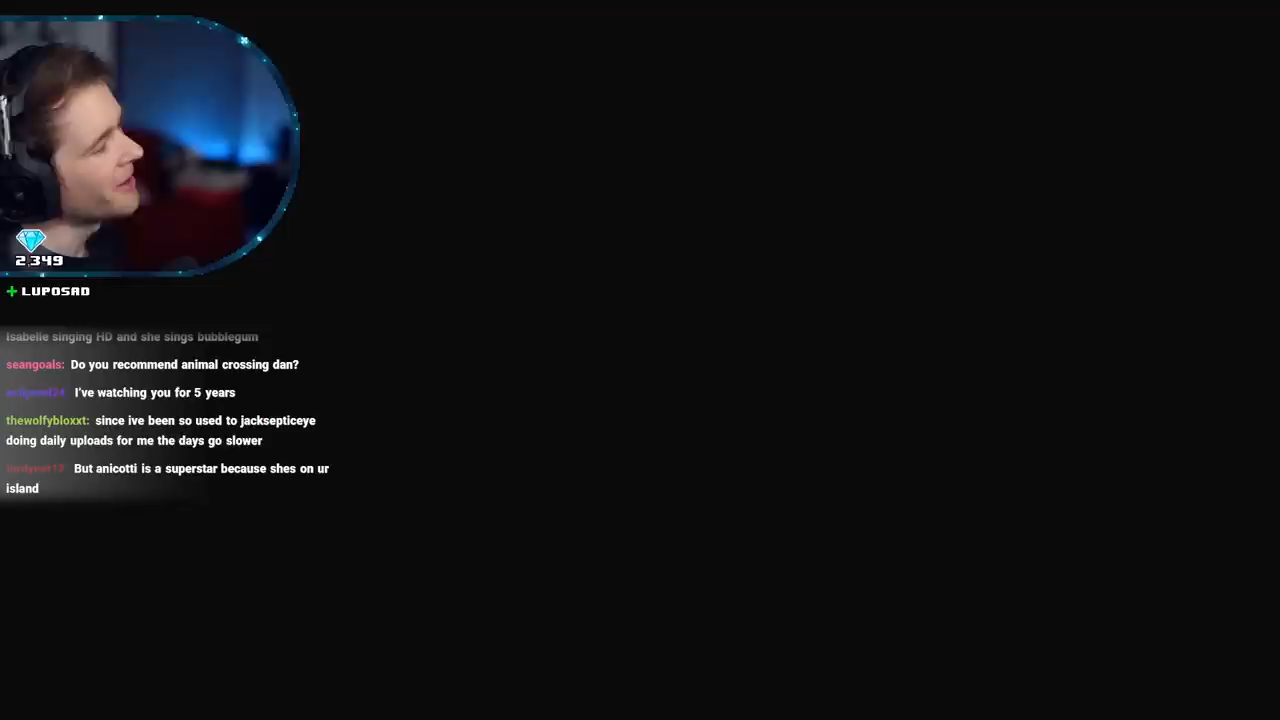 2,349
+ LUPOSAD
Isabelle singing HD and she sings bubblegum
seangoals: Do you recommend animal crossing dan?
I've watching you for 5 years
thewolfybloxxt: since ive been so used to jacksepticeye
doing daily uploads for me the days go slower
But anicotti is a superstar because shes on ur
island